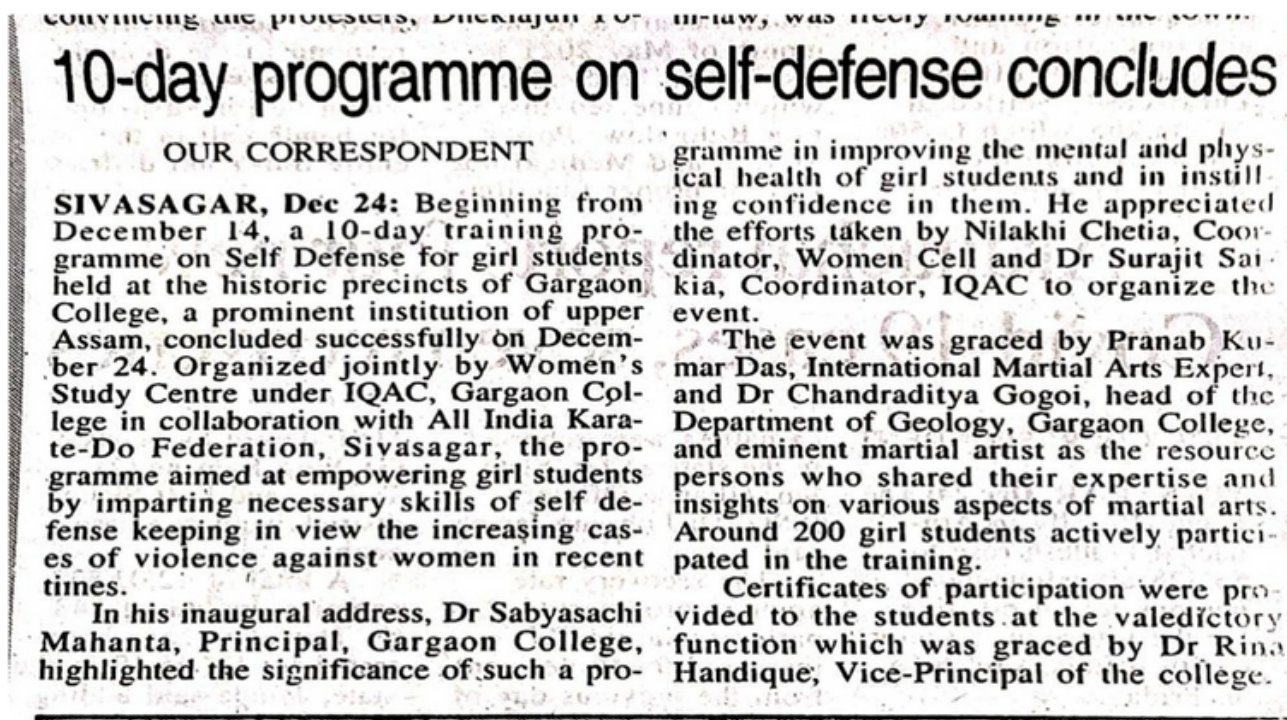 10-day programme on self-defense concludes
OUR CORRESPONDENT
SIVASAGAR, Dec 24: Beginning from
December 14, a 10-day training pro-
gramme on Self Defense for girl students
held at the historic precincts of Gargaon
College, a prominent institution of upper
Assam, concluded successfully on Decem-
ber 24. Organized jointly by Women's
Study Centre under IQAC, Gargaon Col-
lege in collaboration with All India Kara-
te-Do Federation, Sivasagar, the pro-
gramme aimed at empowering girl students
by imparting necessary skills of self de-
fense keeping in view the increasing cas-
es of violence against women in recent
times.
In his inaugural address, Dr Sabyasachi
Mahanta, Principal, Gargaon College,
highlighted the significance of such a pro-
gramme in improving the mental and phys-
ical health of girl students and in instill-
ing confidence in them. He appreciated
the efforts taken by Nilakhi Chetia, Coor-
dinator, Women Cell and Dr Surajit Sai-
kia, Coordinator, IQAC to organize the
event.
The event was graced by Pranab Ku-
mar Das, International Martial Arts Expert,
and Dr Chandraditya Gogoi, head of the
Department of Geology, Gargaon College,
and eminent martial artist as the resource
persons who shared their expertise and
insights on various aspects of martial arts.
Around 200 girl students actively partici-
pated in the training.
Certificates of participation were pro-
vided to the students at the valedictory
function which was graced by Dr Rina
Handique, Vice-Principal of the college.